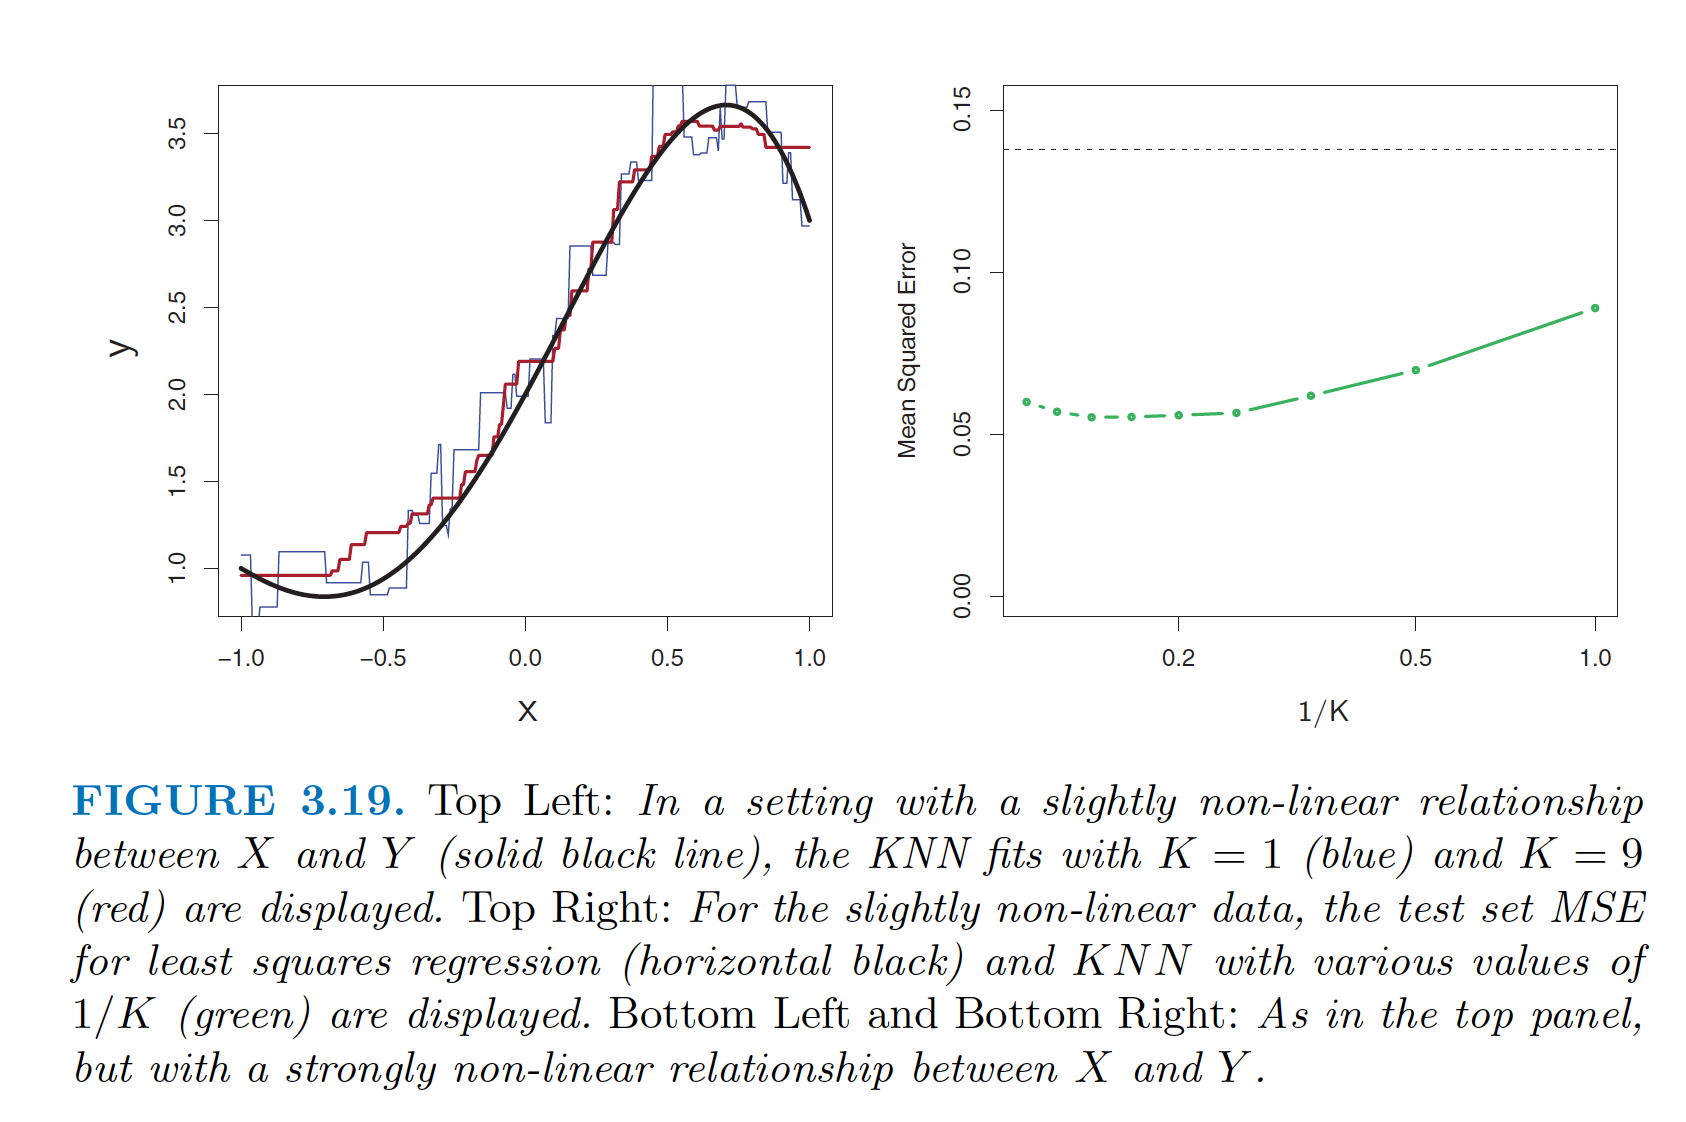 3.5
3.0
2.5
2.0
1.5
1.0
y
−1.0 −0.5 0.0 0.5 1.0
x
0.15
0.10
0.05
0.00
Mean Squared Error
0.2 0.5 1.0
1/K
FIGURE 3.19. Top Left: In a setting with a slightly non-linear relationship
between X and Y (solid black line), the KNN fits with K = 1 (blue) and K = 9
(red) are displayed. Top Right: For the slightly non-linear data, the test set MSE
for least squares regression (horizontal black) and KNN with various values of
1/K (green) are displayed. Bottom Left and Bottom Right: As in the top panel,
but with a strongly non-linear relationship between X and Y.